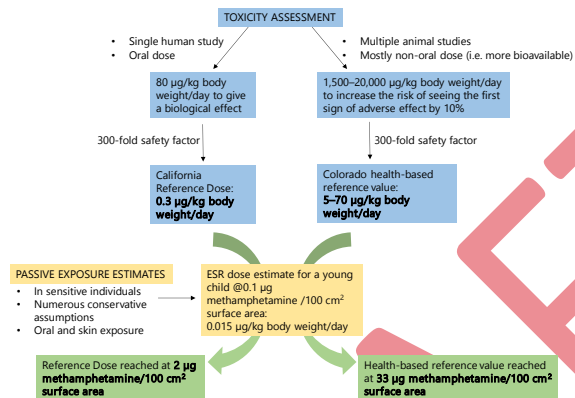 TOXICITY ASSESSMENT
• Single human study
• Oral dose
• Multiple animal studies
• Mostly non-oral dose (i.e. more bioavailable)
80 µg/kg body
weight/day to give
a biological effect
1,500–20,000 µg/kg body weight/day
to increase the risk of seeing the first
sign of adverse effect by 10%
300-fold safety factor
300-fold safety factor
California
Reference Dose:
0.3 µg/kg body
weight/day
Colorado health-based
reference value:
5–70 µg/kg body
weight/day
PASSIVE EXPOSURE ESTIMATES
• In sensitive individuals
• Numerous conservative
assumptions
• Oral and skin exposure
ESR dose estimate for a young
child @0.1 µg
methamphetamine /100 cm²
surface area:
0.015 µg/kg body weight/day
Reference Dose reached at 2 µg
methamphetamine/100 cm²
surface area
Health-based reference value reached
at 33 µg methamphetamine/100 cm²
surface area